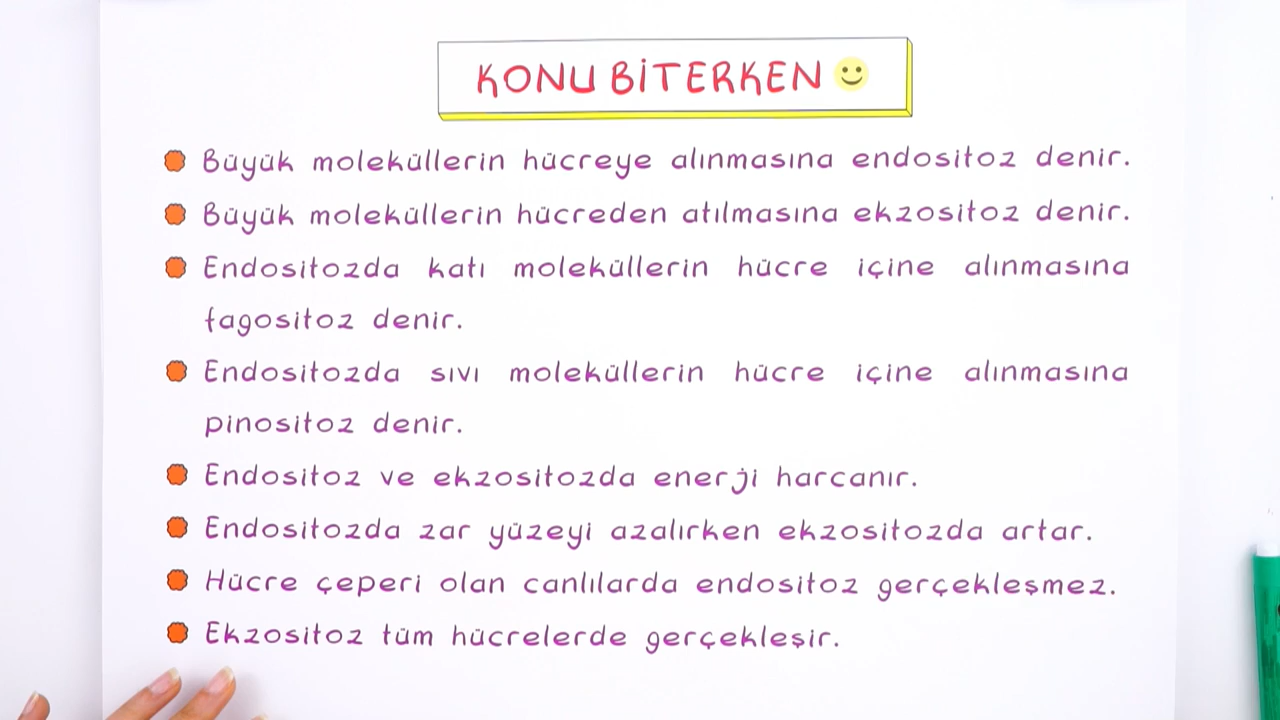 KONU BİTERKEN
Büyük moleküllerin hücreye alınmasına endositoz denir.
Büyük moleküllerin hücreden atılmasına ekzositoz denir.
Endositozda katı moleküllerin hücre içine alınmasına
fagositoz denir.
Endositozda sıvı moleküllerin hücre içine alınmasına
pinositoz denir.
Endositoz ve ekzositozda enerji harcanır.
Endositozda zar yüzeyi azalırken ekzositozda artar.
Hücre çeperi olan canlılarda endositoz gerçekleşmez.
Ekzositoz tüm hücrelerde gerçekleşir.